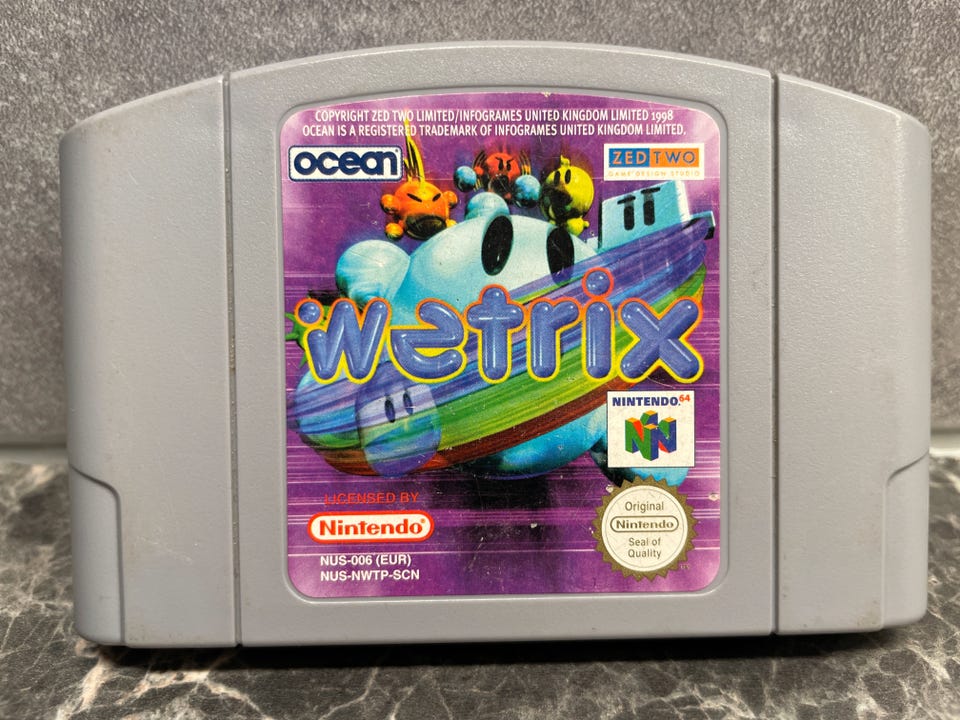 COPYRIGHT ZED TWO LIMITED/INFOGRAMES UNITED KINGDOM LIMITED 1998
OCEAN IS A REGISTERED TRADEMARK OF INFOGRAMES UNITED KINGDOM LIMITED.
ocean
ZED TWO
GAME DESIGN STUDIO
wetrix
NINTENDO 64
LICENSED BY
Nintendo
NUS-006 (EUR)
NUS-NWTP-SCN
Original
Nintendo
Seal of
Quality